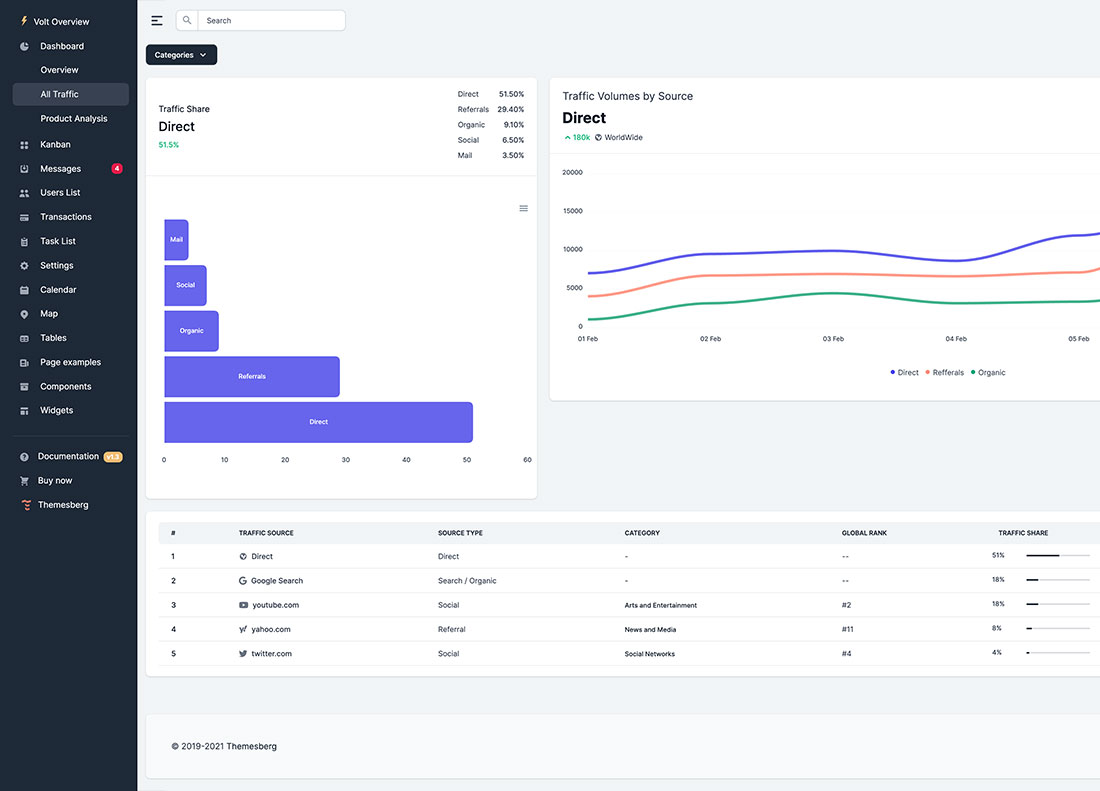 Volt Overview
Dashboard
Overview
All Traffic
Product Analysis
Kanban
Messages 4
Users List
Transactions
Task List
Settings
Calendar
Map
Tables
Page examples
Components
Widgets
Documentation v1.3
Buy now
Themesberg
Search
Categories
Traffic Share
Direct
51.5%
Direct 51.50%
Referrals 29.40%
Organic 9.10%
Social 6.50%
Mail 3.50%
Mail
Social
Organic
Referrals
Direct
0 10 20 30 40 50 60
Traffic Volumes by Source
Direct
180k WorldWide
20000
15000
10000
5000
0
01 Feb 02 Feb 03 Feb 04 Feb 05 Feb
Direct Refferals Organic
# TRAFFIC SOURCE SOURCE TYPE CATEGORY GLOBAL RANK TRAFFIC SHARE
1 Direct Direct - -- 51%
2 Google Search Search / Organic - -- 18%
3 youtube.com Social Arts and Entertainment #2 18%
4 yahoo.com Referral News and Media #11 8%
5 twitter.com Social Social Networks #4 4%
© 2019-2021 Themesberg